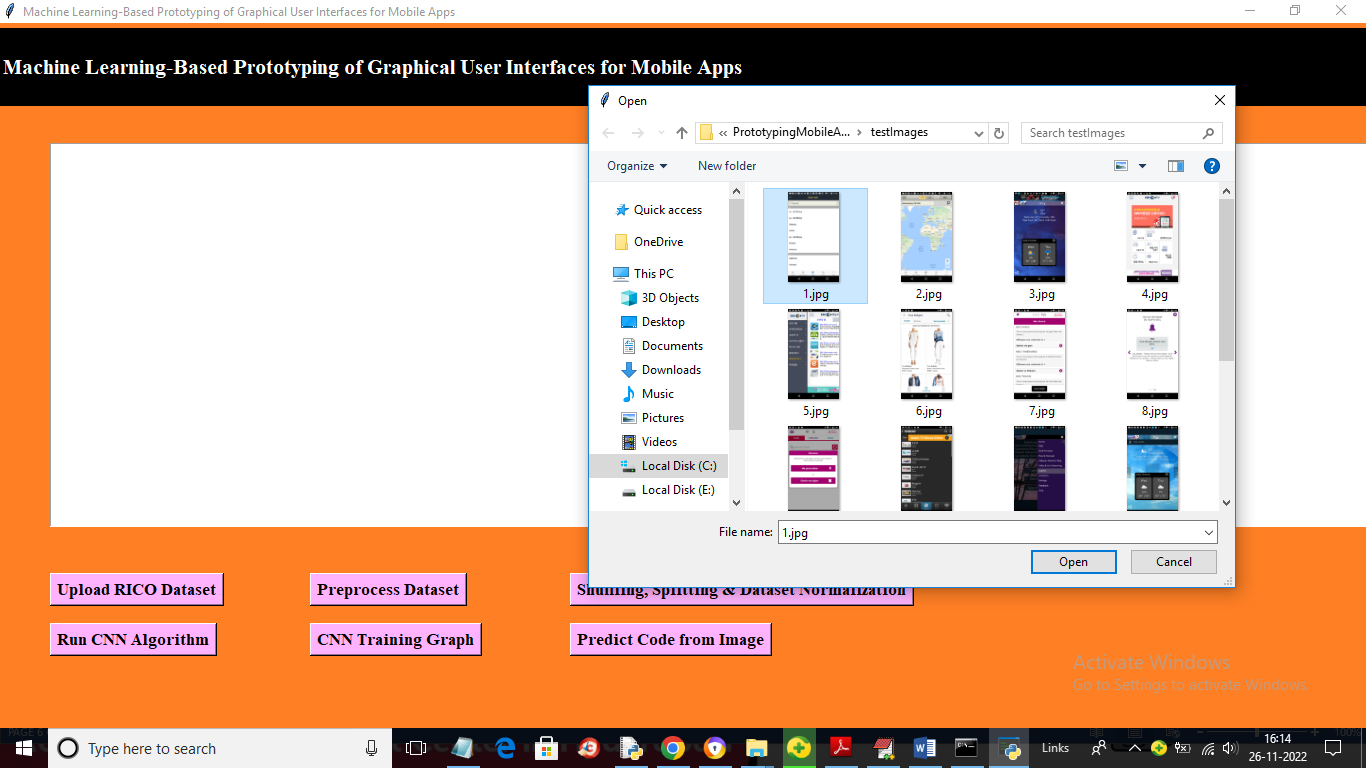 Machine Learning-Based Prototyping of Graphical User Interfaces for Mobile Apps
Machine Learning-Based Prototyping of Graphical User Interfaces for Mobile Apps
Open
« PrototypingMobileA... › testImages
Search testImages
Organize
New folder
Quick access
OneDrive
This PC
3D Objects
Desktop
Documents
Downloads
Music
Pictures
Videos
Local Disk (C:)
Local Disk (E:)
1.jpg
2.jpg
3.jpg
4.jpg
5.jpg
6.jpg
7.jpg
8.jpg
File name:
1.jpg
Open
Cancel
Upload RICO Dataset
Preprocess Dataset
Shuffling, Splitting & Dataset Normalization
Run CNN Algorithm
CNN Training Graph
Predict Code from Image
Activate Windows
Go to Settings to activate Windows.
PAGE 6
100%
Type here to search
Links
16:14
26-11-2022